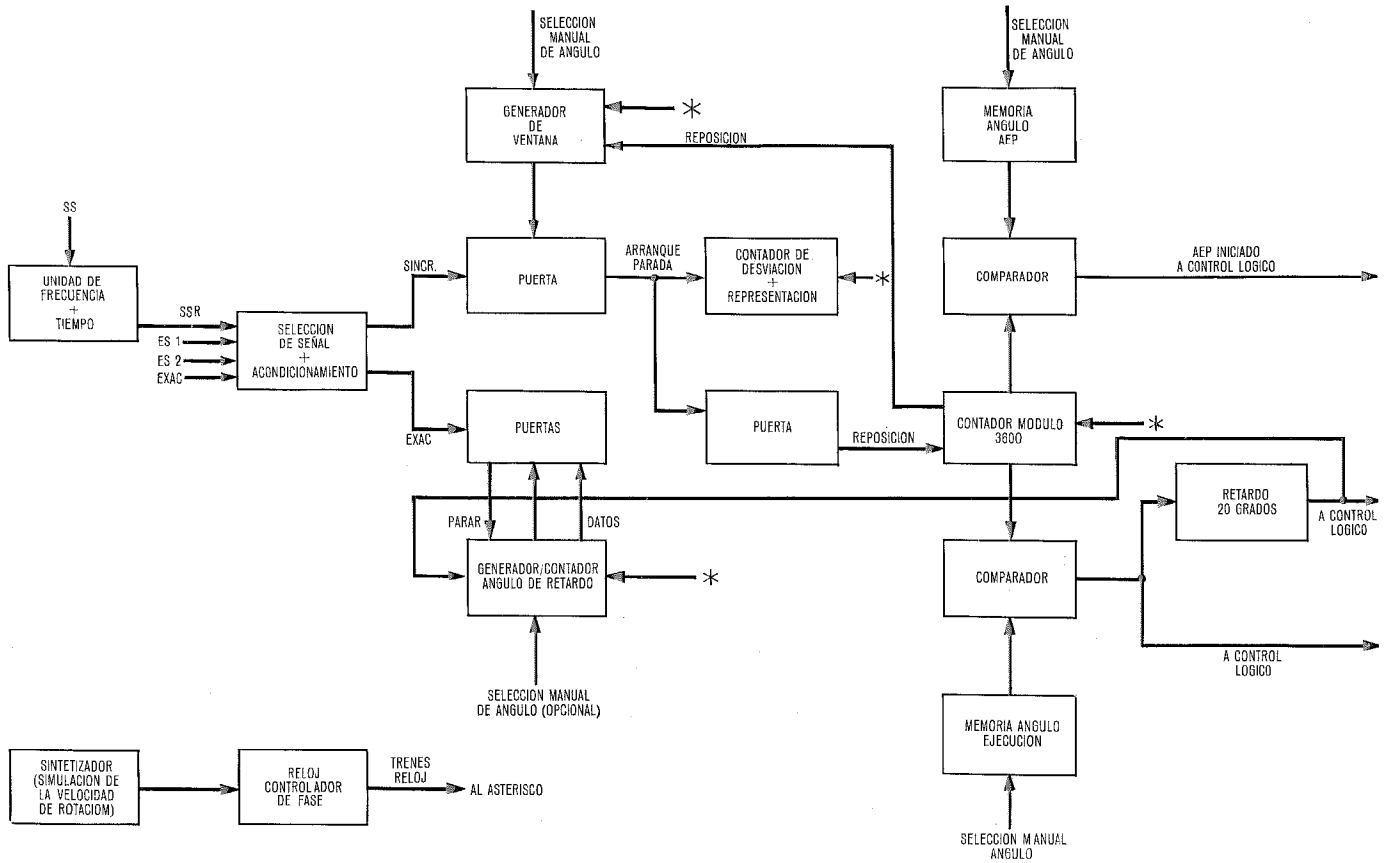 SELECCION
MANUAL
DE ANGULO
SELECCION
MANUAL
DE ANGULO
GENERADOR
DE
VENTANA
*
REPOSICION
MEMORIA
ANGULO
AEP
SS
UNIDAD DE
FRECUENCIA
+
TIEMPO
SSR
ES 1
ES 2
EXAC
SELECCION
DE SEÑAL
+
ACONDICIONAMIENTO
SINCR.
PUERTA
ARRANQUE
PARADA
CONTADOR DE
DESVIACION
+
REPRESENTACION
*
COMPARADOR
AEP INICIADO
A CONTROL LOGICO
EXAC
PUERTAS
PUERTA
REPOSICION
CONTADOR MODULO
3600
*
PARAR
DATOS
RETARDO
20 GRADOS
A CONTROL
LOGICO
GENERADOR/CONTADOR
ANGULO DE RETARDO
*
COMPARADOR
A CONTROL
LOGICO
SELECCION MANUAL
DE ANGULO (OPCIONAL)
MEMORIA ANGULO
EJECUCION
SELECCION MANUAL
ANGULO
SINTETIZADOR
(SIMULACION DE
LA VELOCIDAD
DE ROTACIOM)
RELOJ
CONTROLADOR
DE FASE
TRENES
RELOJ
AL ASTERISCO